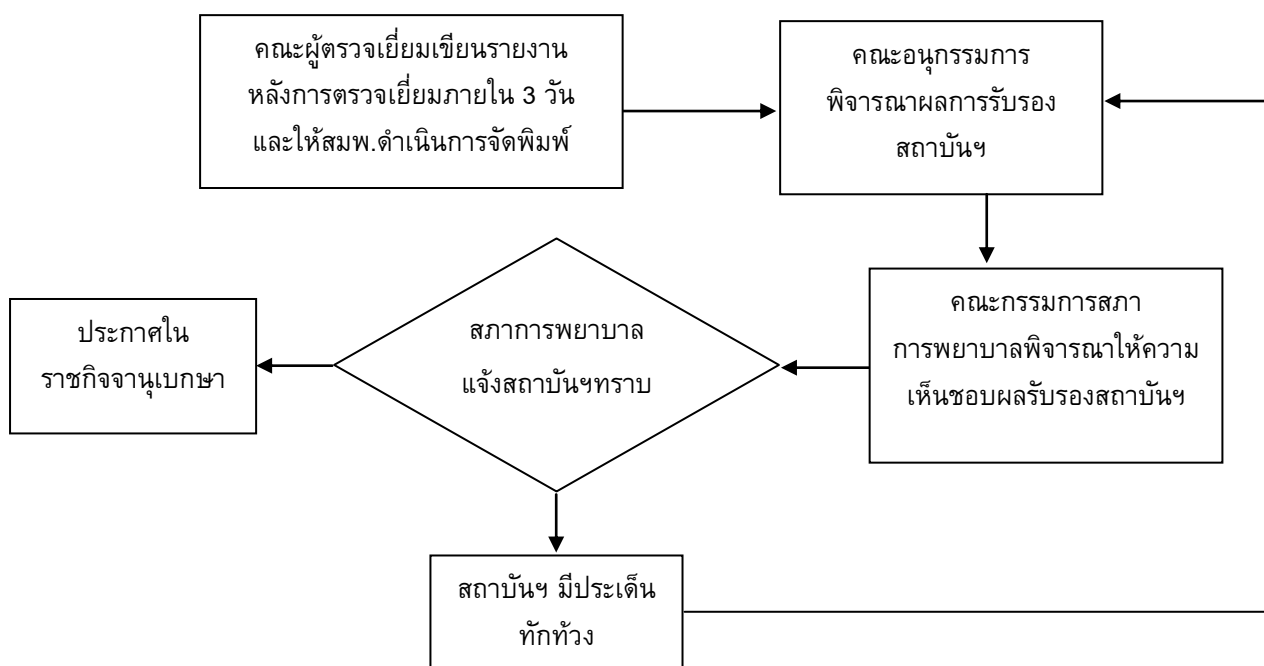 คณะผู้ตรวจเยี่ยมเขียนรายงาน
หลังการตรวจเยี่ยมภายใน 3 วัน
และให้สมพ.ดำเนินการจัดพิมพ์
คณะอนุกรรมการ
พิจารณาผลการรับรอง
สถาบันฯ
คณะกรรมการสภา
การพยาบาลพิจารณาให้ความ
เห็นชอบผลรับรองสถาบันฯ
สภาการพยาบาล
แจ้งสถาบันฯทราบ
ประกาศใน
ราชกิจจานุเบกษา
สถาบันฯ มีประเด็น
ทักท้วง